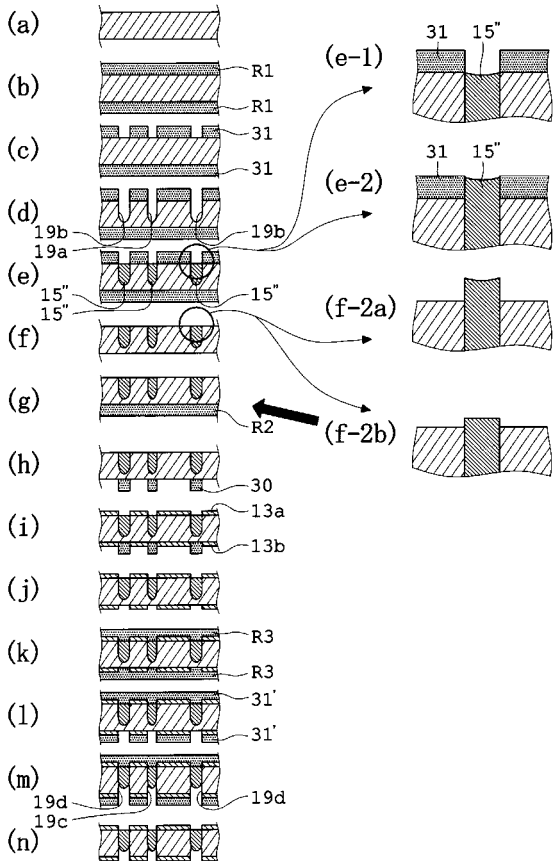 (a)
(b)
R1
R1
(c)
31
31
(d)
19b
19a
19b
(e)
15"
15"
15"
(f)
(g)
R2
(h)
30
(i)
13a
13b
(j)
(k)
R3
R3
(l)
31'
31'
(m)
19d
19c
19d
(n)
(e-1)
31
15"
(e-2)
31
15"
(f-2a)
(f-2b)